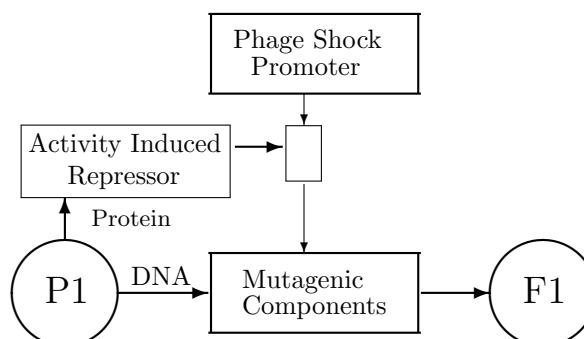 Phage Shock
Promoter
Activity Induced
Repressor
Protein
P1
DNA
Mutagenic
Components
F1